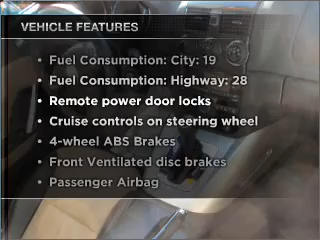 VEHICLE FEATURES
• Fuel Consumption: City: 19
• Fuel Consumption: Highway: 28
• Remote power door locks
• Cruise controls on steering wheel
• 4-wheel ABS Brakes
• Front Ventilated disc brakes
• Passenger Airbag